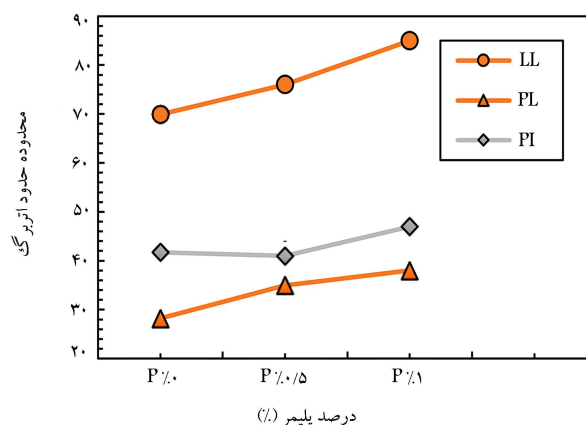 محدوده حدود اتربرگ
۹۰
۸۰
۷۰
۶۰
۵۰
۴۰
۳۰
۲۰
LL
PL
PI
P٪۰ P٪۰/۵ P٪۱
درصد پلیمر (٪)